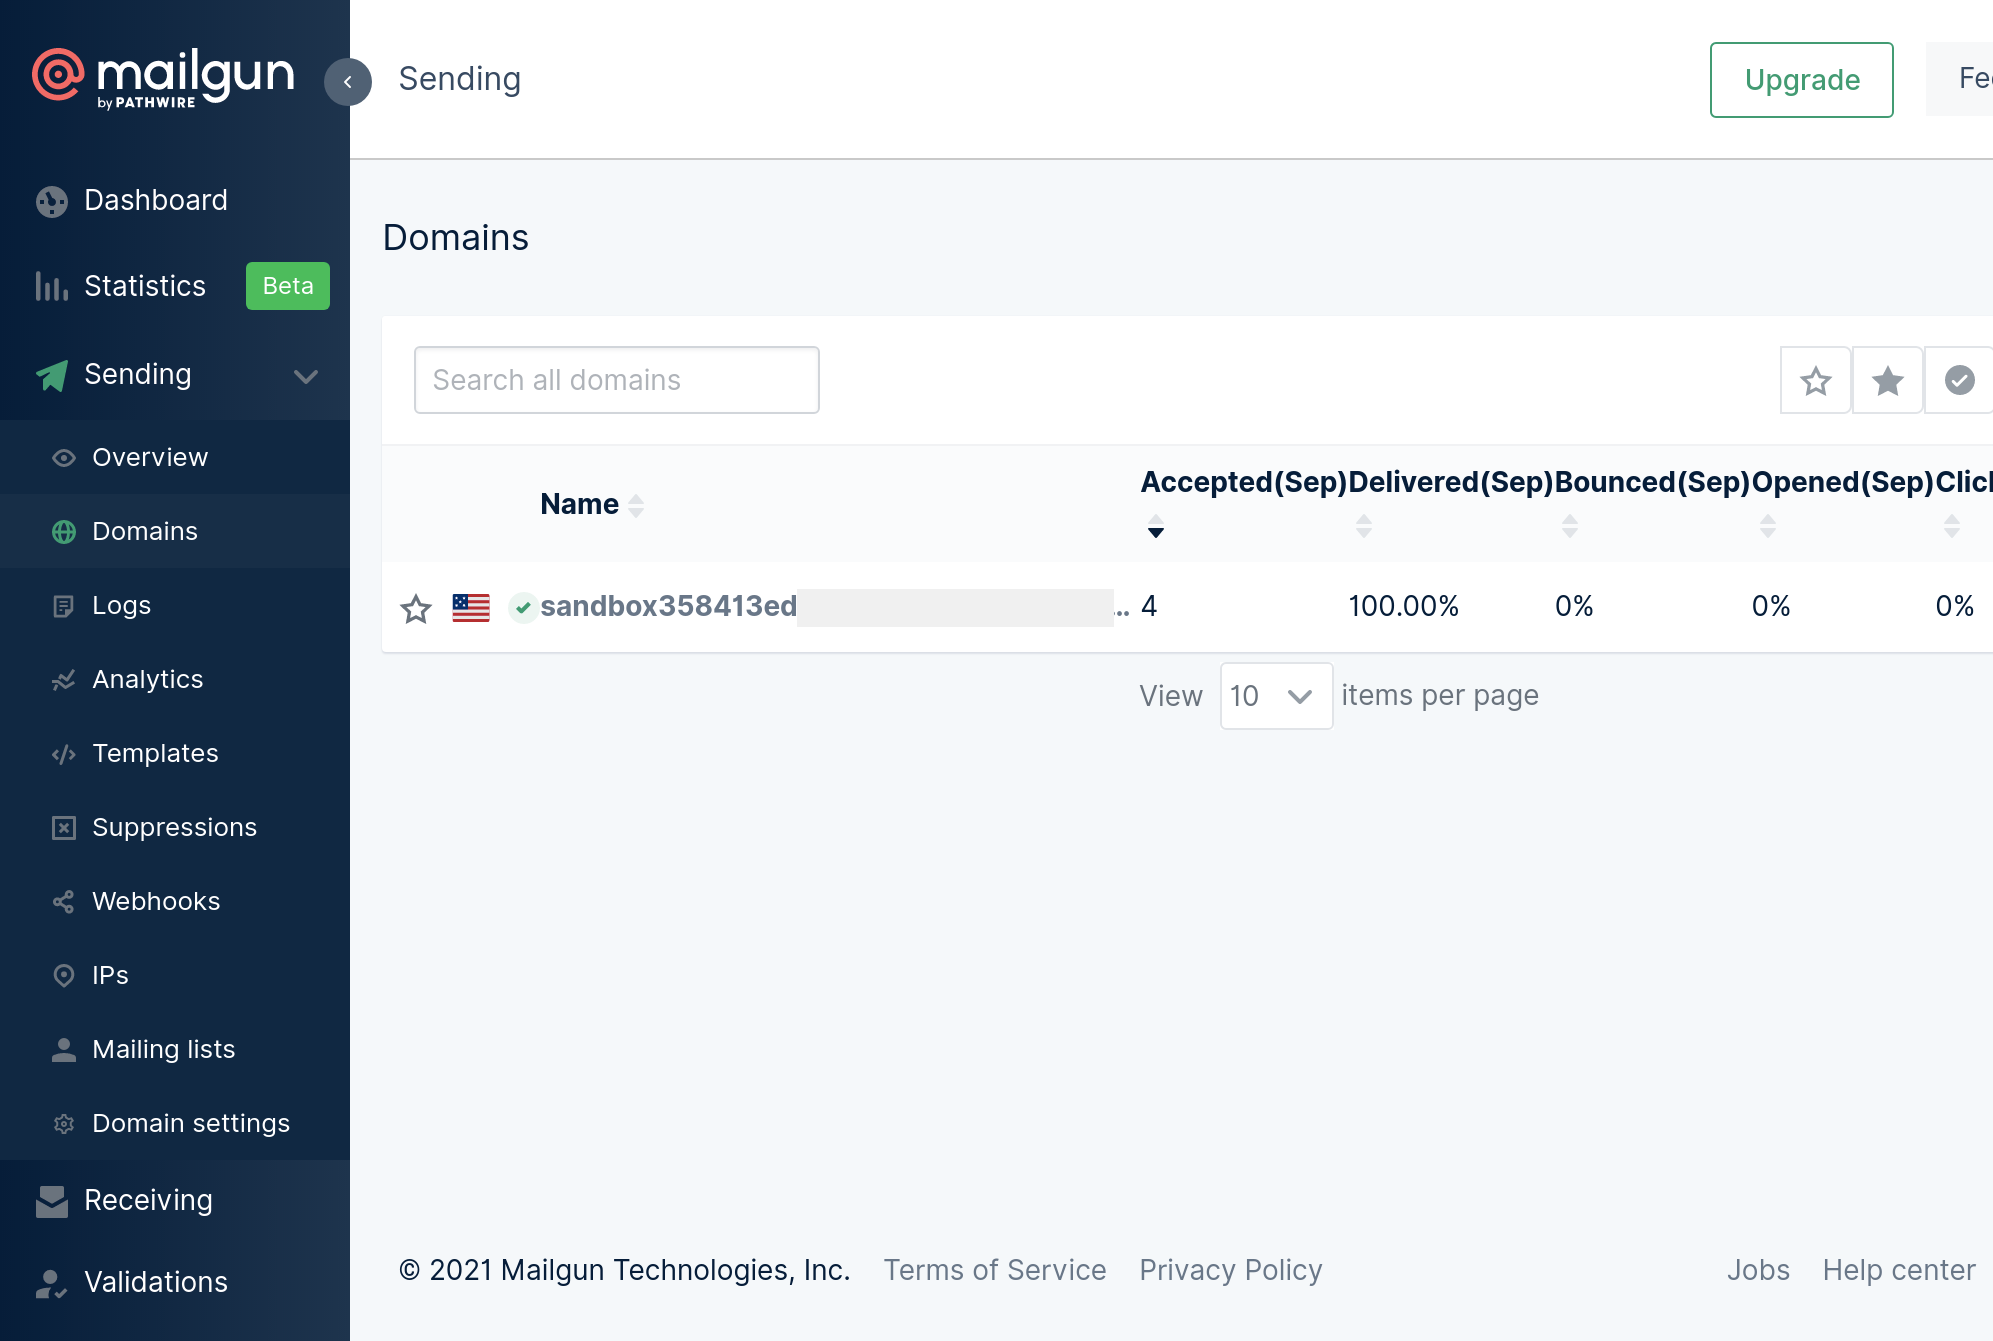 mailgun
by PATHWIRE
Sending
Upgrade
Dashboard
Statistics
Beta
Sending
Overview
Domains
Logs
Analytics
Templates
Suppressions
Webhooks
IPs
Mailing lists
Domain settings
Receiving
Validations
Domains
Search all domains
Name
Accepted(Sep)
Delivered(Sep)
Bounced(Sep)
Opened(Sep)
sandbox358413ed ... 4 100.00% 0% 0% 0%
View 10 items per page
© 2021 Mailgun Technologies, Inc. Terms of Service Privacy Policy Jobs Help center